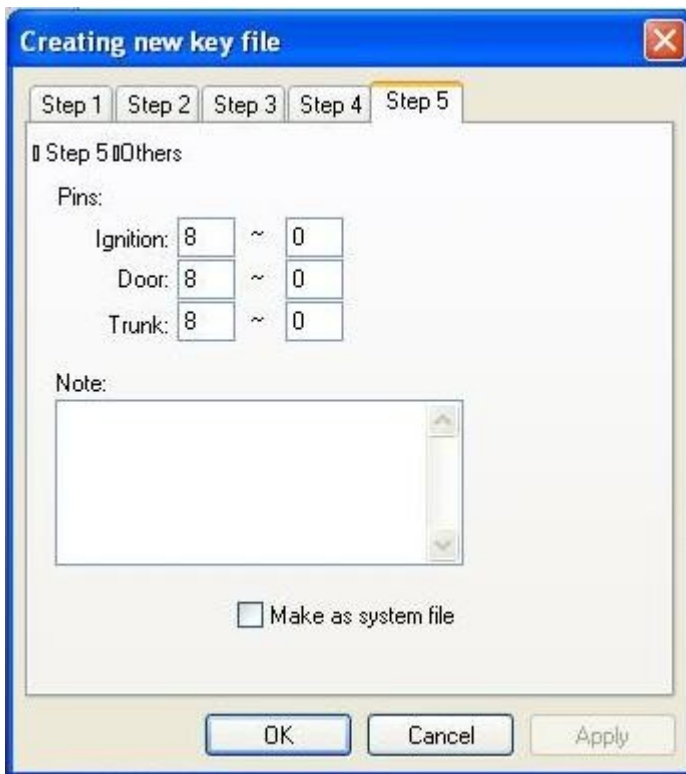 Creating new key file
Step 1 Step 2 Step 3 Step 4 Step 5
Step 5 Others
Pins:
Ignition: 8 ~ 0
Door: 8 ~ 0
Trunk: 8 ~ 0
Note:
Make as system file
OK Cancel Apply